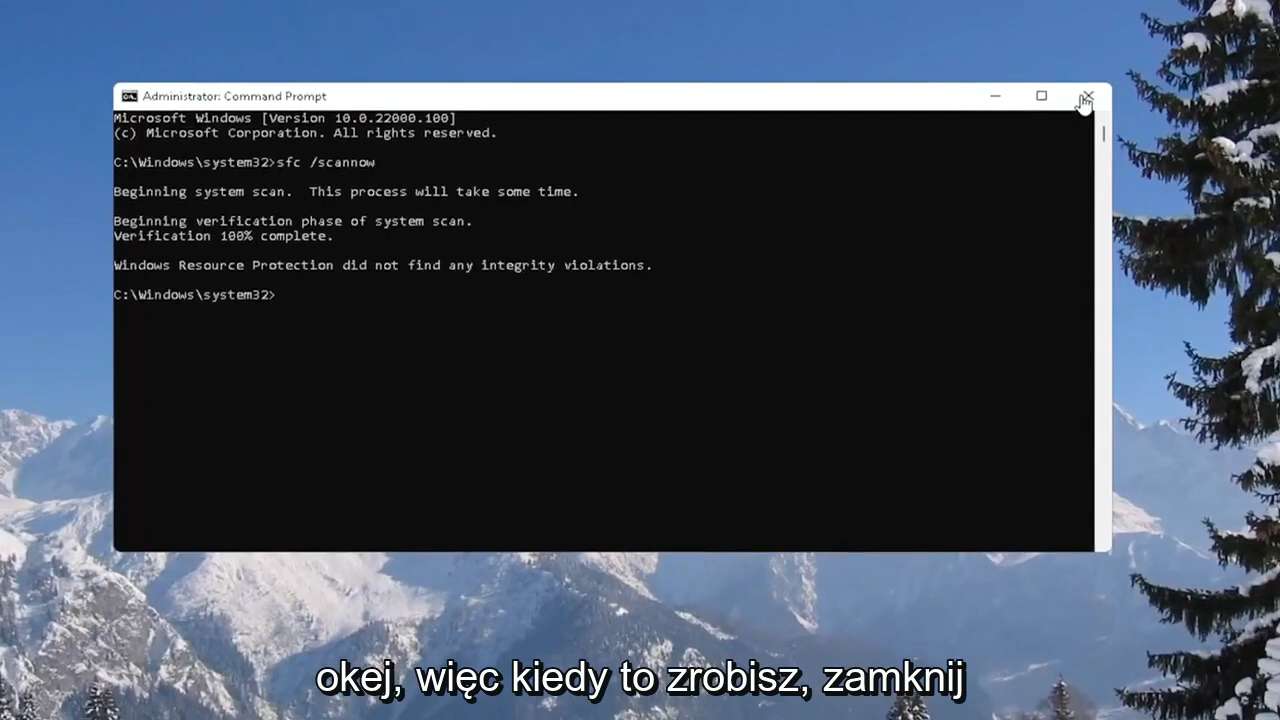 Administrator: Command Prompt
Microsoft Windows [Version 10.0.22000.100]
(c) Microsoft Corporation. All rights reserved.
C:\Windows\system32>sfc /scannow
Beginning system scan.  This process will take some time.
Beginning verification phase of system scan.
Verification 100% complete.
Windows Resource Protection did not find any integrity violations.
C:\Windows\system32>
okej, więc kiedy to zrobisz, zamknij